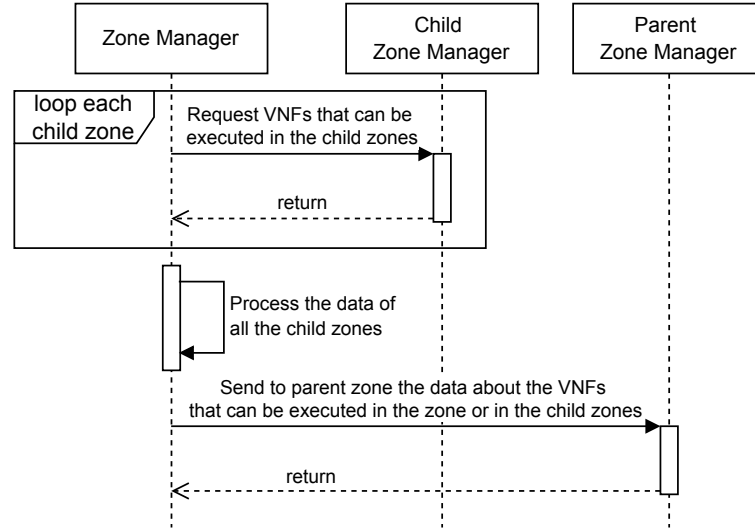 Zone Manager
Child
Zone Manager
Parent
Zone Manager
loop each
child zone
Request VNFs that can be
executed in the child zones
return
Process the data of
all the child zones
Send to parent zone the data about the VNFs
that can be executed in the zone or in the child zones
return